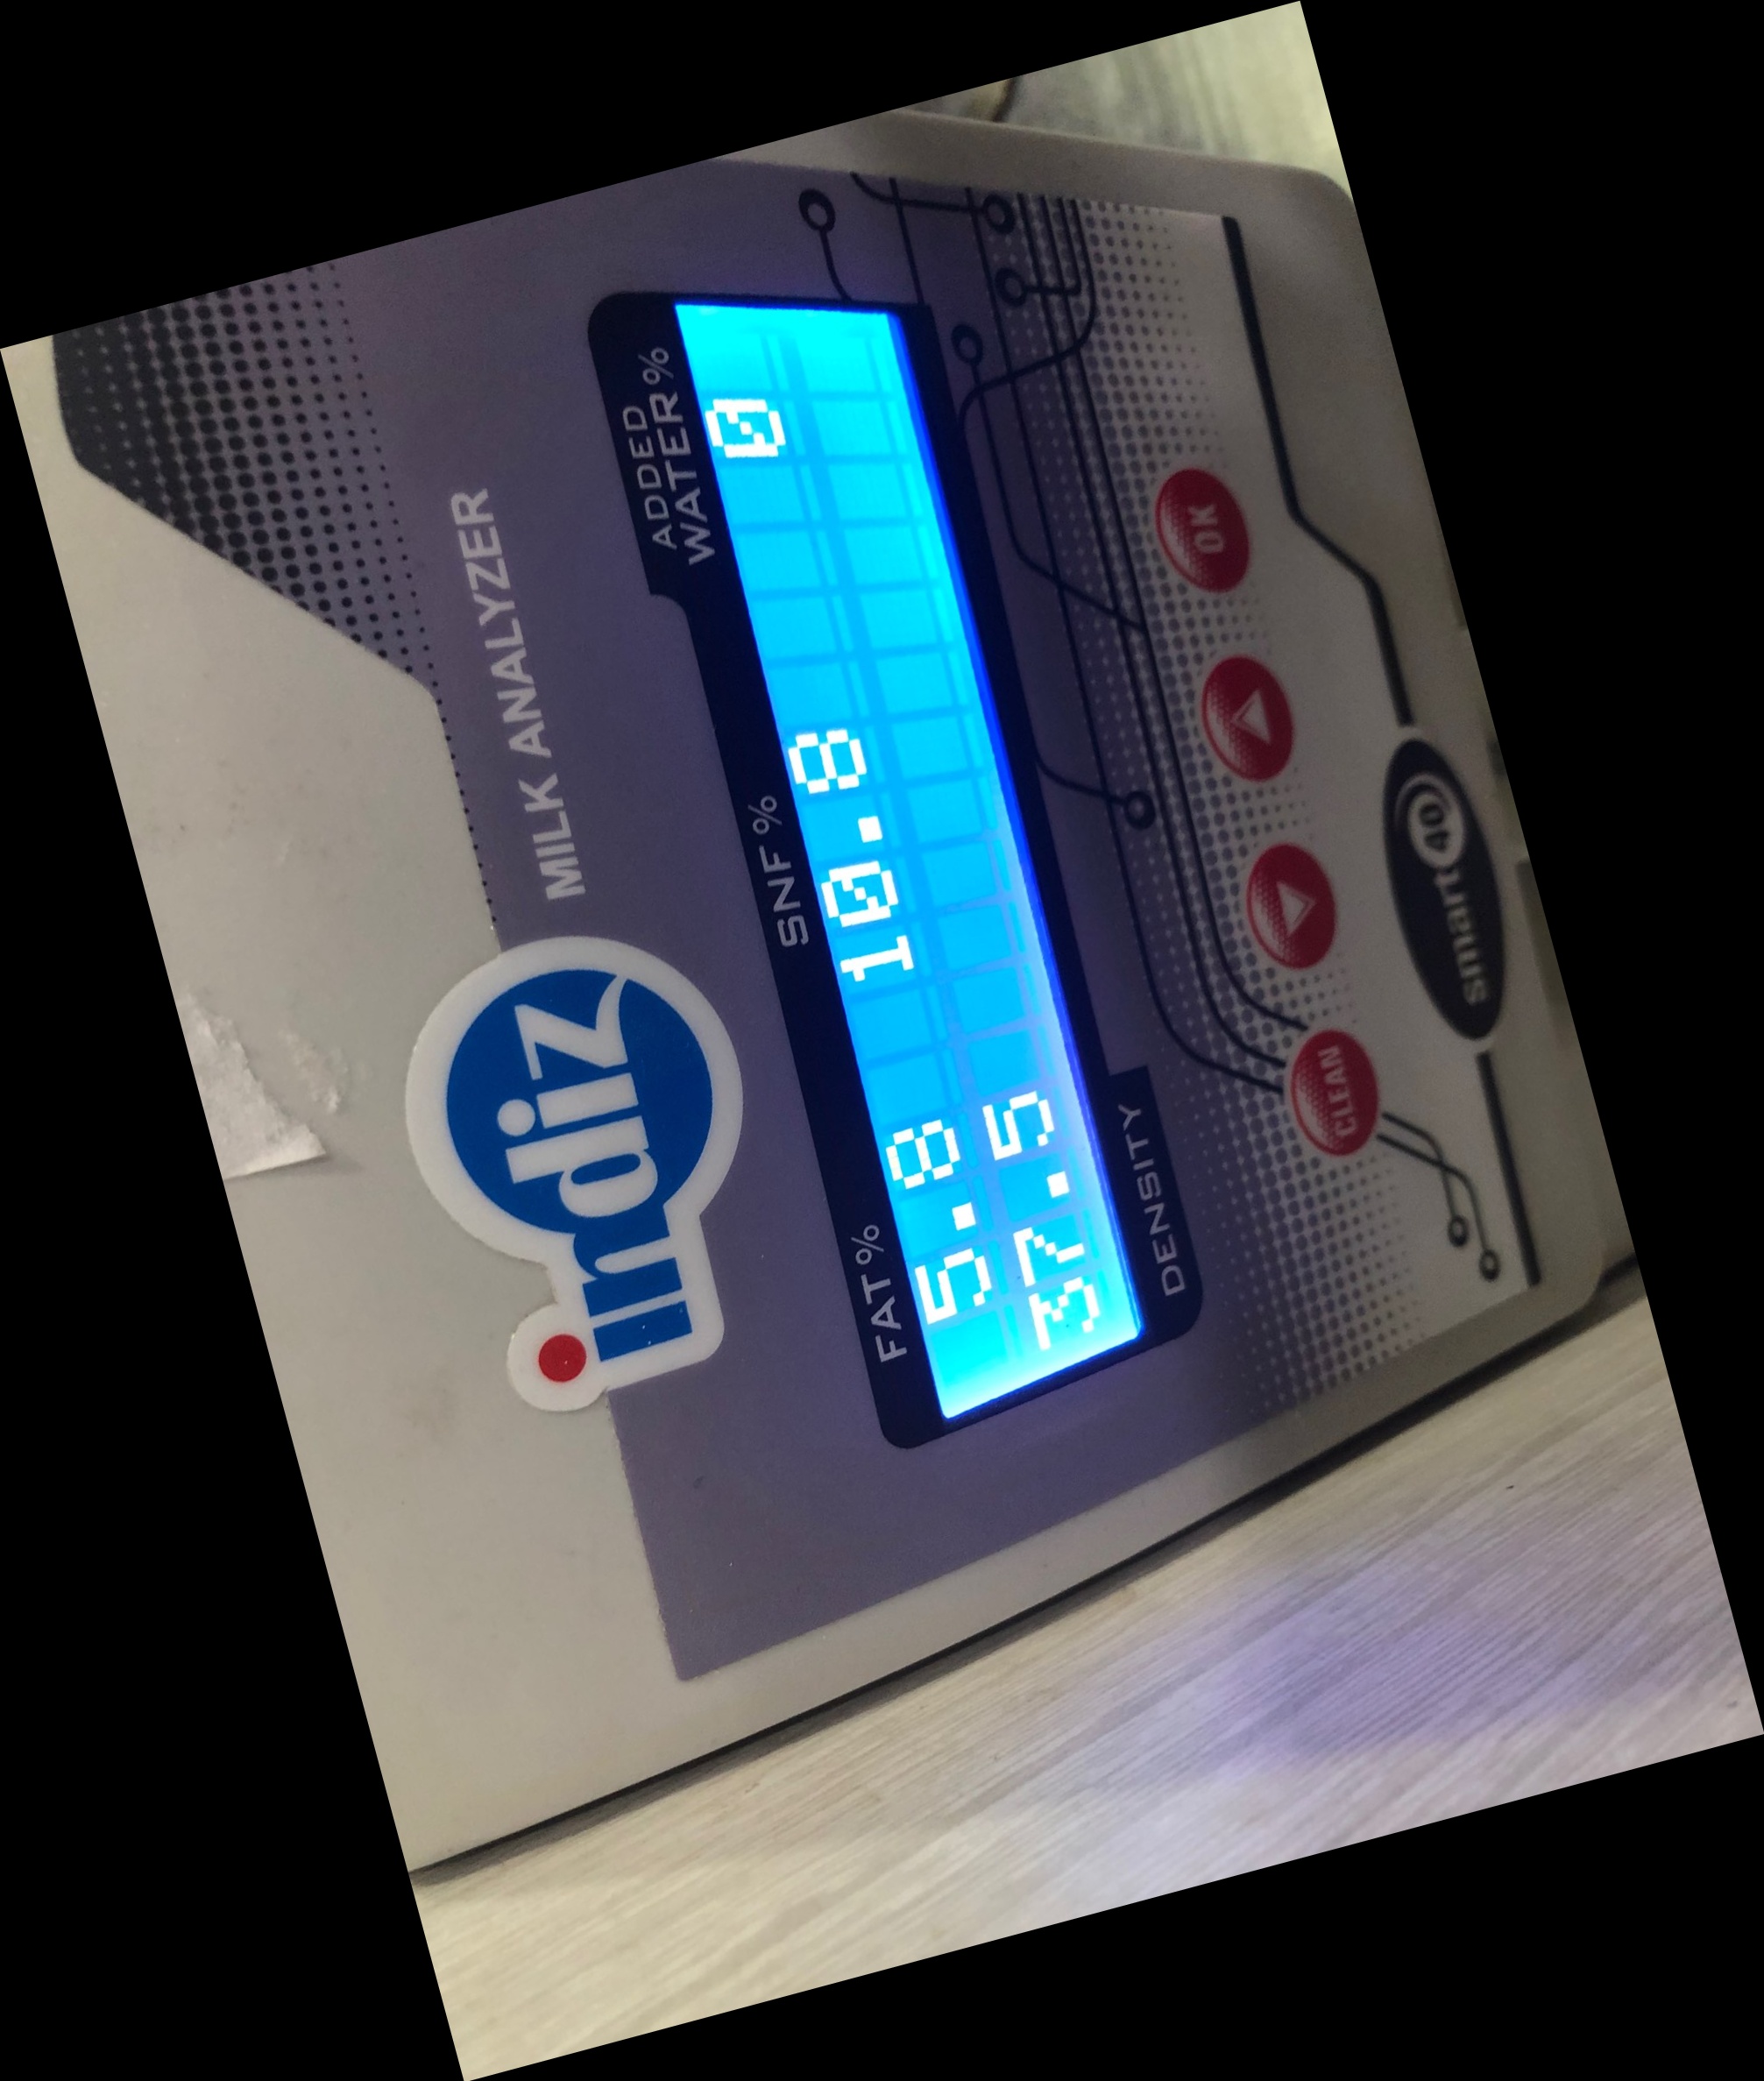 indiz MILK ANALYZER
FAT% SNF% ADDED WATER%
5.8 10.8 0
37.5
DENSITY
CLEAN OK
smart 40